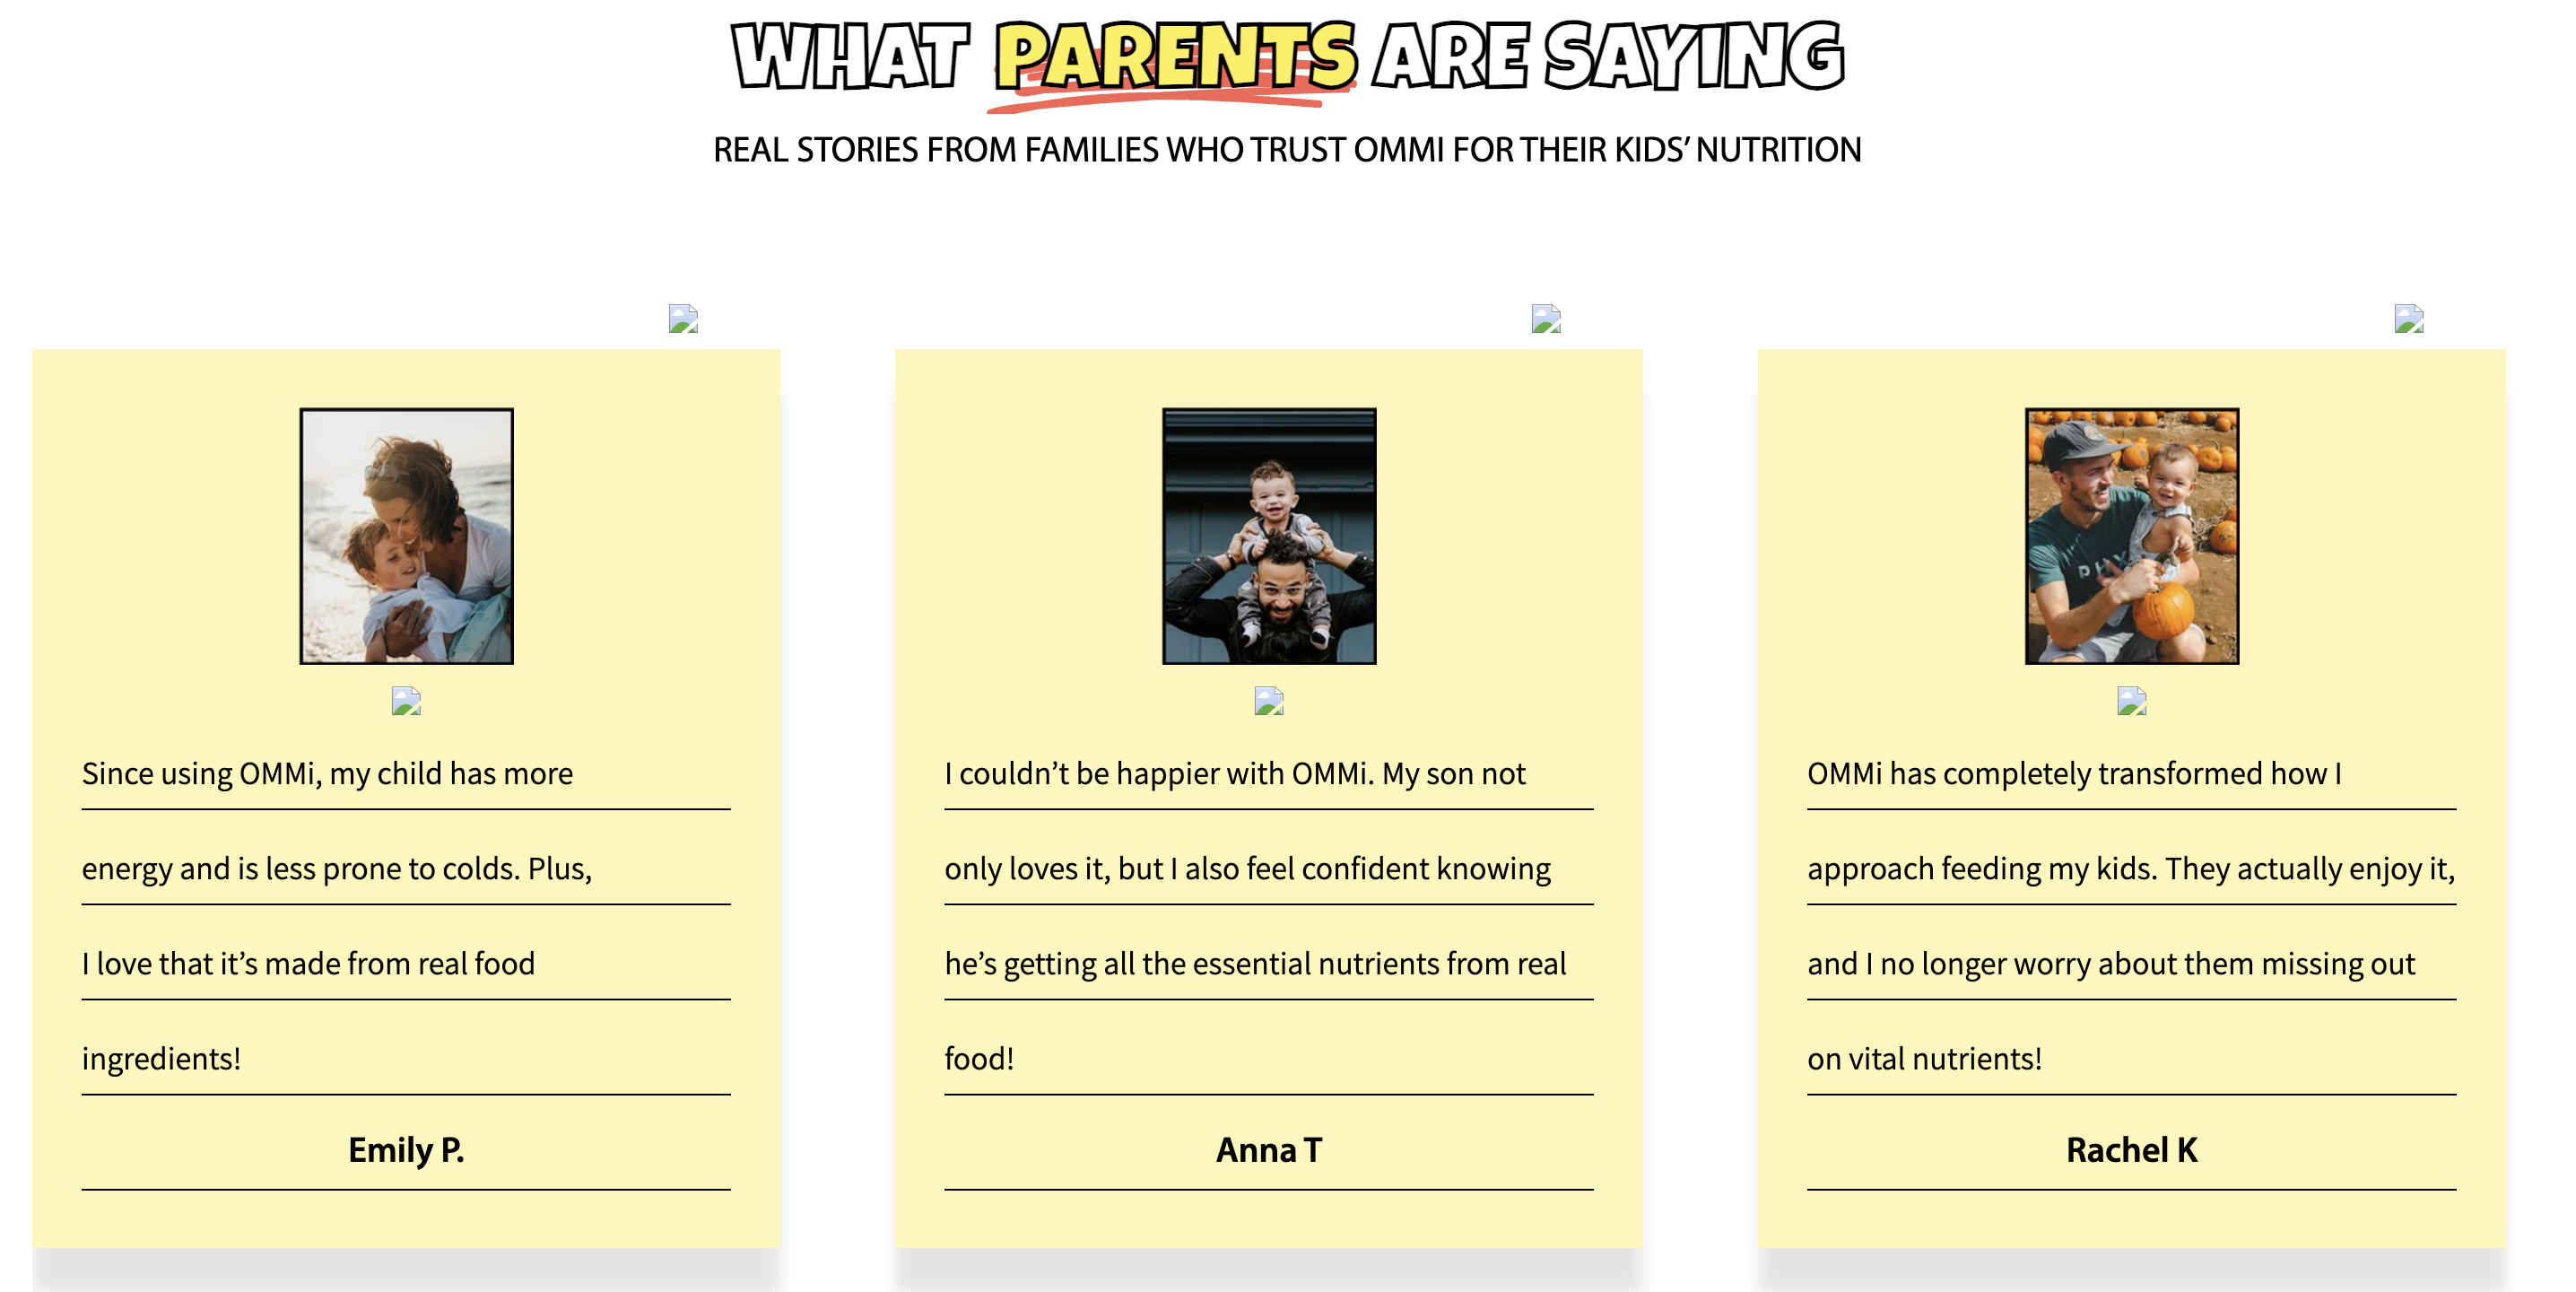 WHAT PARENTS ARE SAYING
REAL STORIES FROM FAMILIES WHO TRUST OMMI FOR THEIR KIDS’ NUTRITION
Since using OMMi, my child has more
energy and is less prone to colds. Plus,
I love that it’s made from real food
ingredients!
Emily P.
I couldn’t be happier with OMMi. My son not
only loves it, but I also feel confident knowing
he’s getting all the essential nutrients from real
food!
Anna T
OMMi has completely transformed how I
approach feeding my kids. They actually enjoy it,
and I no longer worry about them missing out
on vital nutrients!
Rachel K